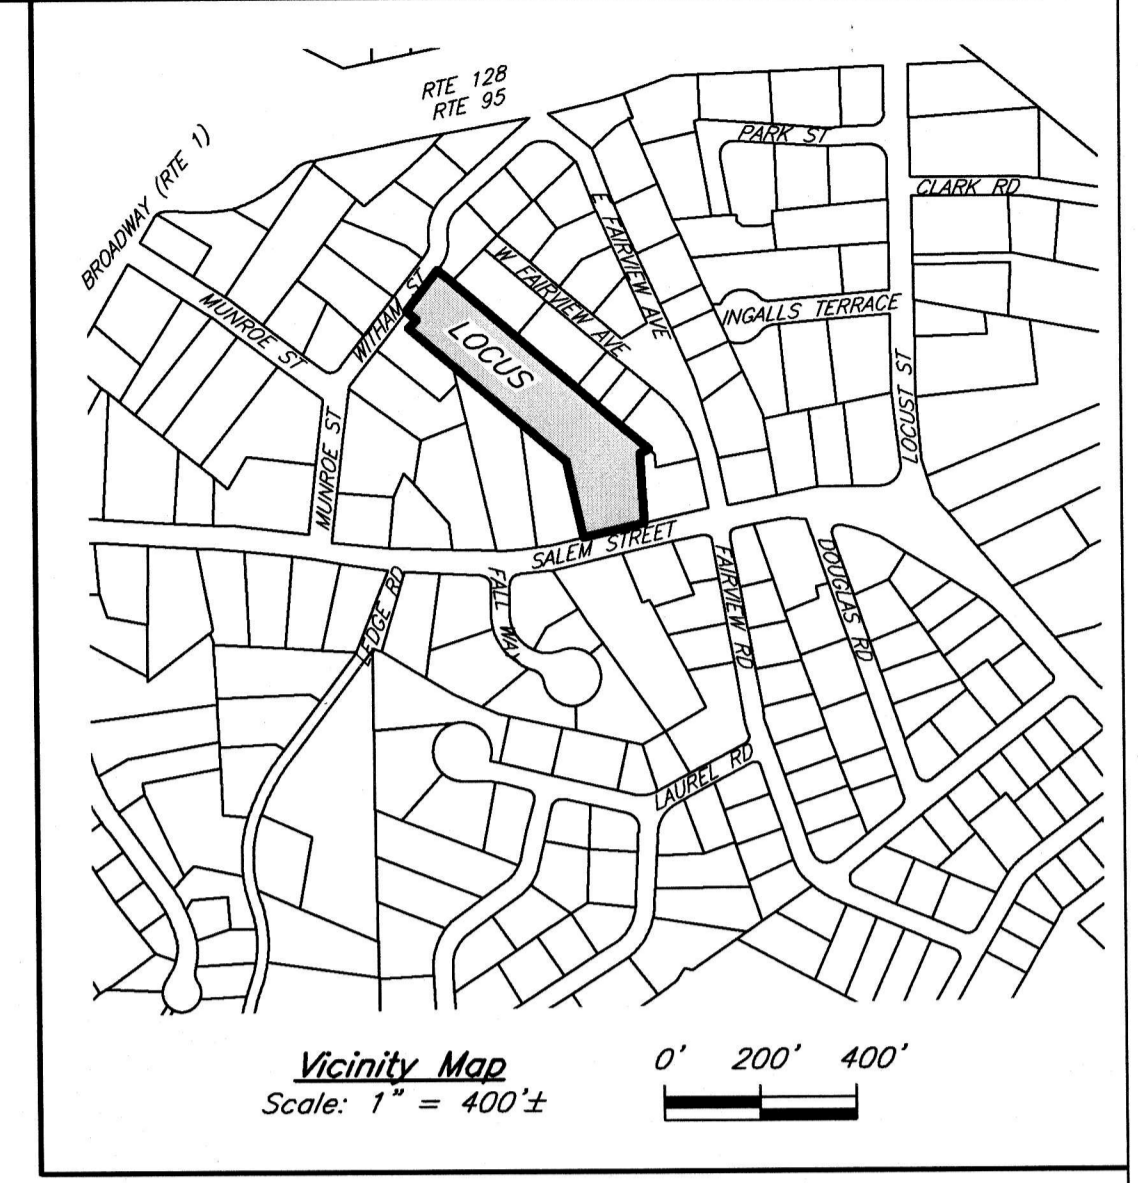 RTE 128
RTE 95
BROADWAY (RTE 1)
PARK ST
CLARK RD
E FAIRVIEW AVE
W FAIRVIEW AVE
MUNROE ST
WITHAM ST
INGALLS TERRACE
LOCUS
LOCUST ST
MUNROE ST
SALEM STREET
FALL WAY
LEDGE RD
FAIRVIEW RD
DOUGLAS RD
LAUREL RD
Vicinity Map
Scale: 1" = 400'±
0' 200' 400'